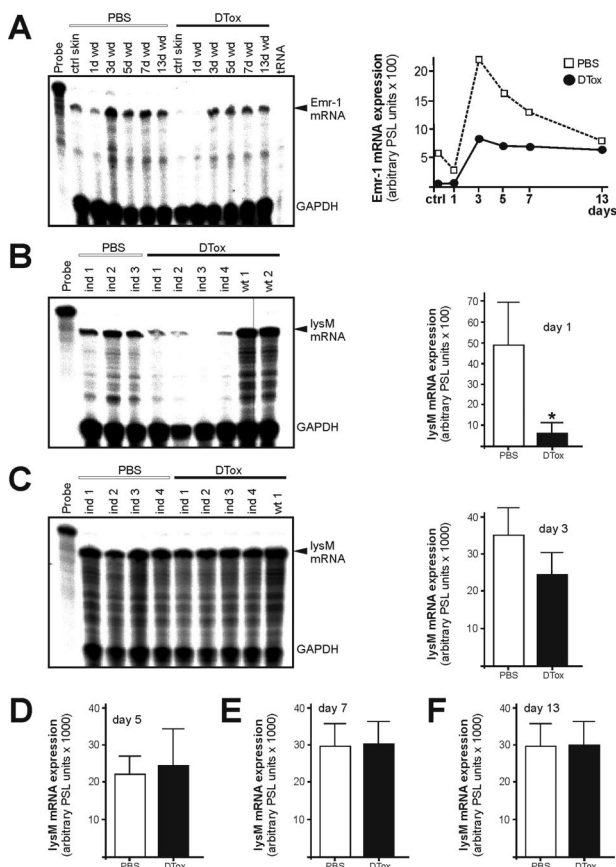 A
PBS
DTox
Probe
ctrl skin
1d wd
3d wd
5d wd
7d wd
13d wd
ctrl skin
1d wd
3d wd
5d wd
7d wd
13d wd
tRNA
Emr-1
mRNA
GAPDH
Emr-1 mRNA expression
(arbitrary PSL units x 100)
20
15
10
5
PBS
DTox
ctrl 1 3 5 7 13
days
B
PBS
DTox
Probe
ind 1
ind 2
ind 3
ind 1
ind 2
ind 3
ind 4
wt 1
wt 2
lysM
mRNA
GAPDH
lysM mRNA expression
(arbitrary PSL units x 100)
70
60
50
40
30
20
10
day 1
*
PBS DTox
C
PBS
DTox
Probe
ind 1
ind 2
ind 3
ind 4
ind 1
ind 2
ind 3
ind 4
wt 1
lysM
mRNA
GAPDH
lysM mRNA expression
(arbitrary PSL units x 1000)
40
30
20
10
day 3
PBS DTox
D
lysM mRNA expression
(arbitrary PSL units x 1000)
40
30
20
10
day 5
PBS DTox
E
lysM mRNA expression
(arbitrary PSL units x 1000)
40
30
20
10
day 7
PBS DTox
F
lysM mRNA expression
(arbitrary PSL units x 1000)
40
30
20
10
day 13
PBS DTox